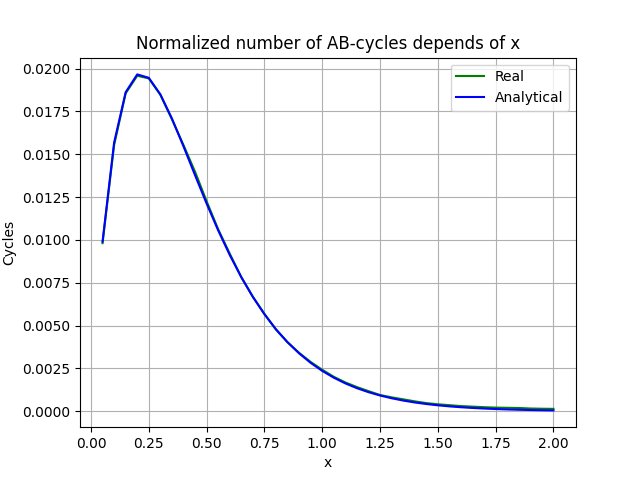 Normalized number of AB-cycles depends of x
Real
Analytical
0.0200
0.0175
0.0150
0.0125
0.0100
0.0075
0.0050
0.0025
0.0000
Cycles
0.00 0.25 0.50 0.75 1.00 1.25 1.50 1.75 2.00
x